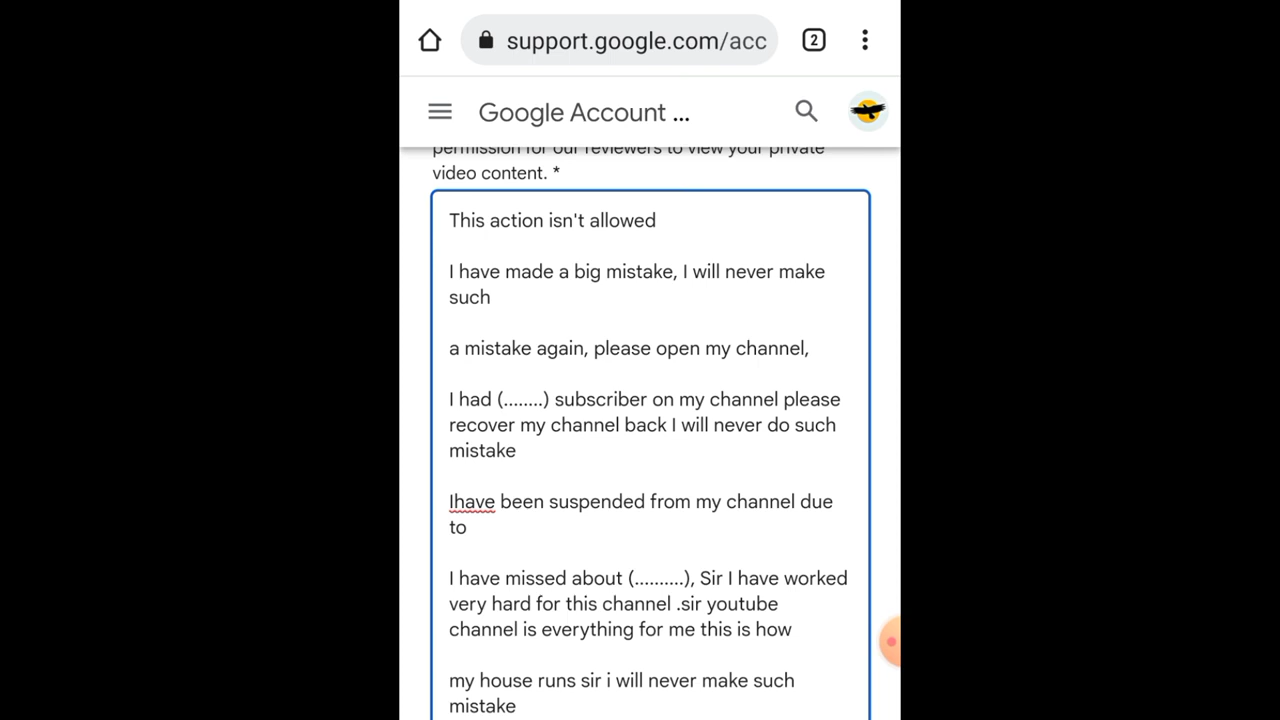 support.google.com/acc
2
Google Account ...
permission for our reviewers to view your private
video content. *
This action isn't allowed
I have made a big mistake, I will never make
such
a mistake again, please open my channel,
I had (........) subscriber on my channel please
recover my channel back I will never do such
mistake
Ihave been suspended from my channel due
to
I have missed about (..........), Sir I have worked
very hard for this channel .sir youtube
channel is everything for me this is how
my house runs sir i will never make such
mistake